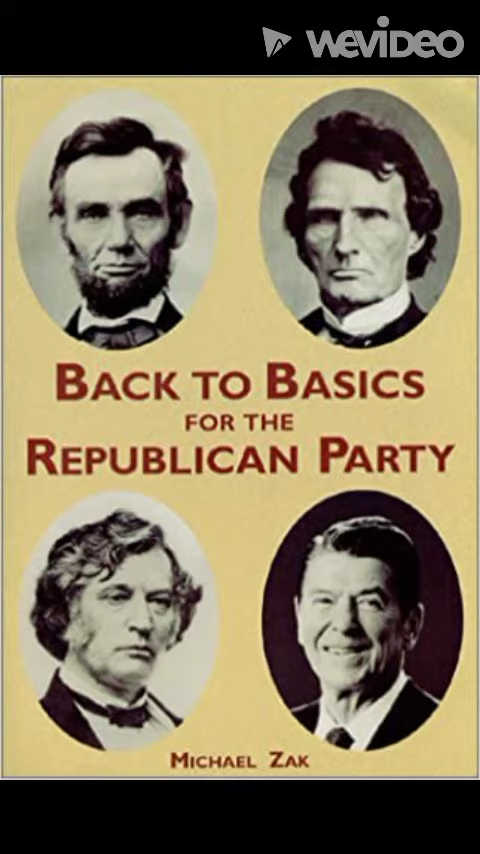 WEVIDEO
BACK TO BASICS
FOR THE
REPUBLICAN PARTY
MICHAEL ZAK